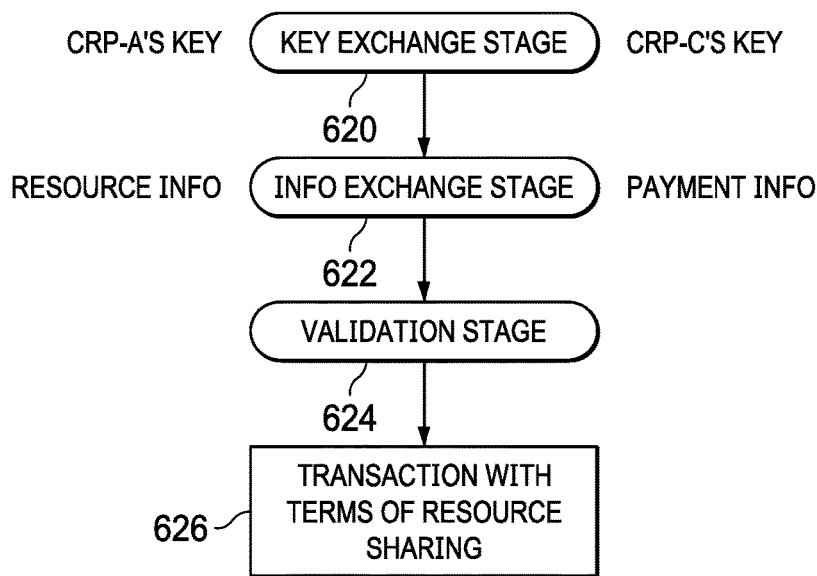 CRP-A'S KEY
KEY EXCHANGE STAGE
CRP-C'S KEY
620
RESOURCE INFO
INFO EXCHANGE STAGE
PAYMENT INFO
622
VALIDATION STAGE
624
TRANSACTION WITH
TERMS OF RESOURCE
SHARING
626